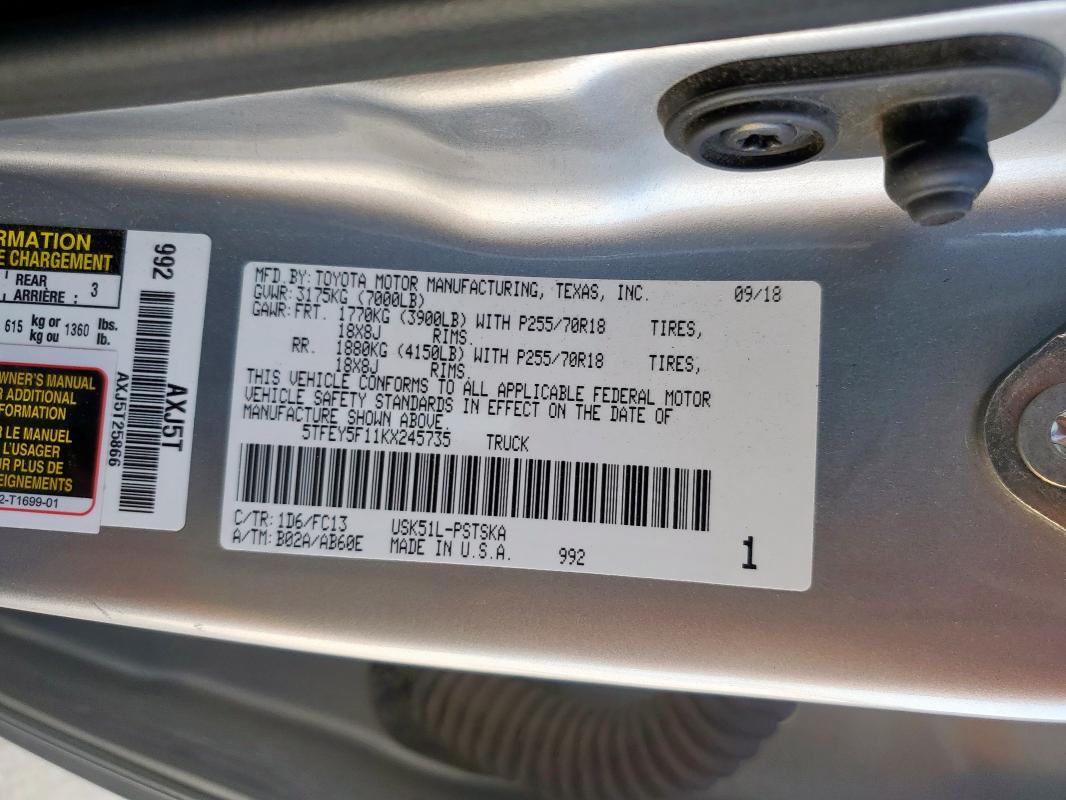 RMATION
E CHARGEMENT
REAR
ARRIÈRE : 3
615 kg or 1360 lbs.
kg ou lb.
WNER'S MANUAL
R ADDITIONAL
FORMATION
R LE MANUEL
L'USAGER
UR PLUS DE
EIGNEMENTS
2-T1699-01
992
AXJ5T
AXJ5T25866
MFD.BY:TOYOTA MOTOR MANUFACTURING, TEXAS, INC. 09/18
GVWR:3175KG (7000LB)
GAWR:FRT. 1770KG (3900LB) WITH P255/70R18 TIRES,
18X8J RIMS.
RR. 1880KG (4150LB) WITH P255/70R18 TIRES,
18X8J RIMS.
THIS VEHICLE CONFORMS TO ALL APPLICABLE FEDERAL MOTOR
VEHICLE SAFETY STANDARDS IN EFFECT ON THE DATE OF
MANUFACTURE SHOWN ABOVE.
5TFEY5F11KX245735 TRUCK
C/TR:1D6/FC13 USK51L-PSTSKA
A/TM:B02A/AB60E MADE IN U.S.A. 992 1